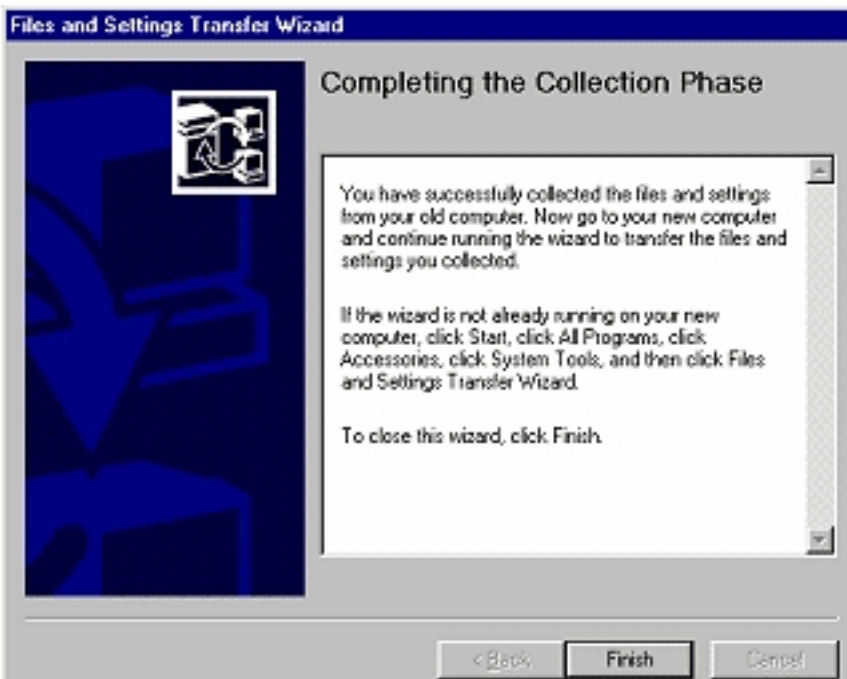 Files and Settings Transfer Wizard
Completing the Collection Phase
You have successfully collected the files and settings
from your old computer. Now go to your new computer
and continue running the wizard to transfer the files and
settings you collected.
If the wizard is not already running on your new
computer, click Start, click All Programs, click
Accessories, click System Tools, and then click Files
and Settings Transfer Wizard.
To close this wizard, click Finish.
< Back
Finish
Cancel